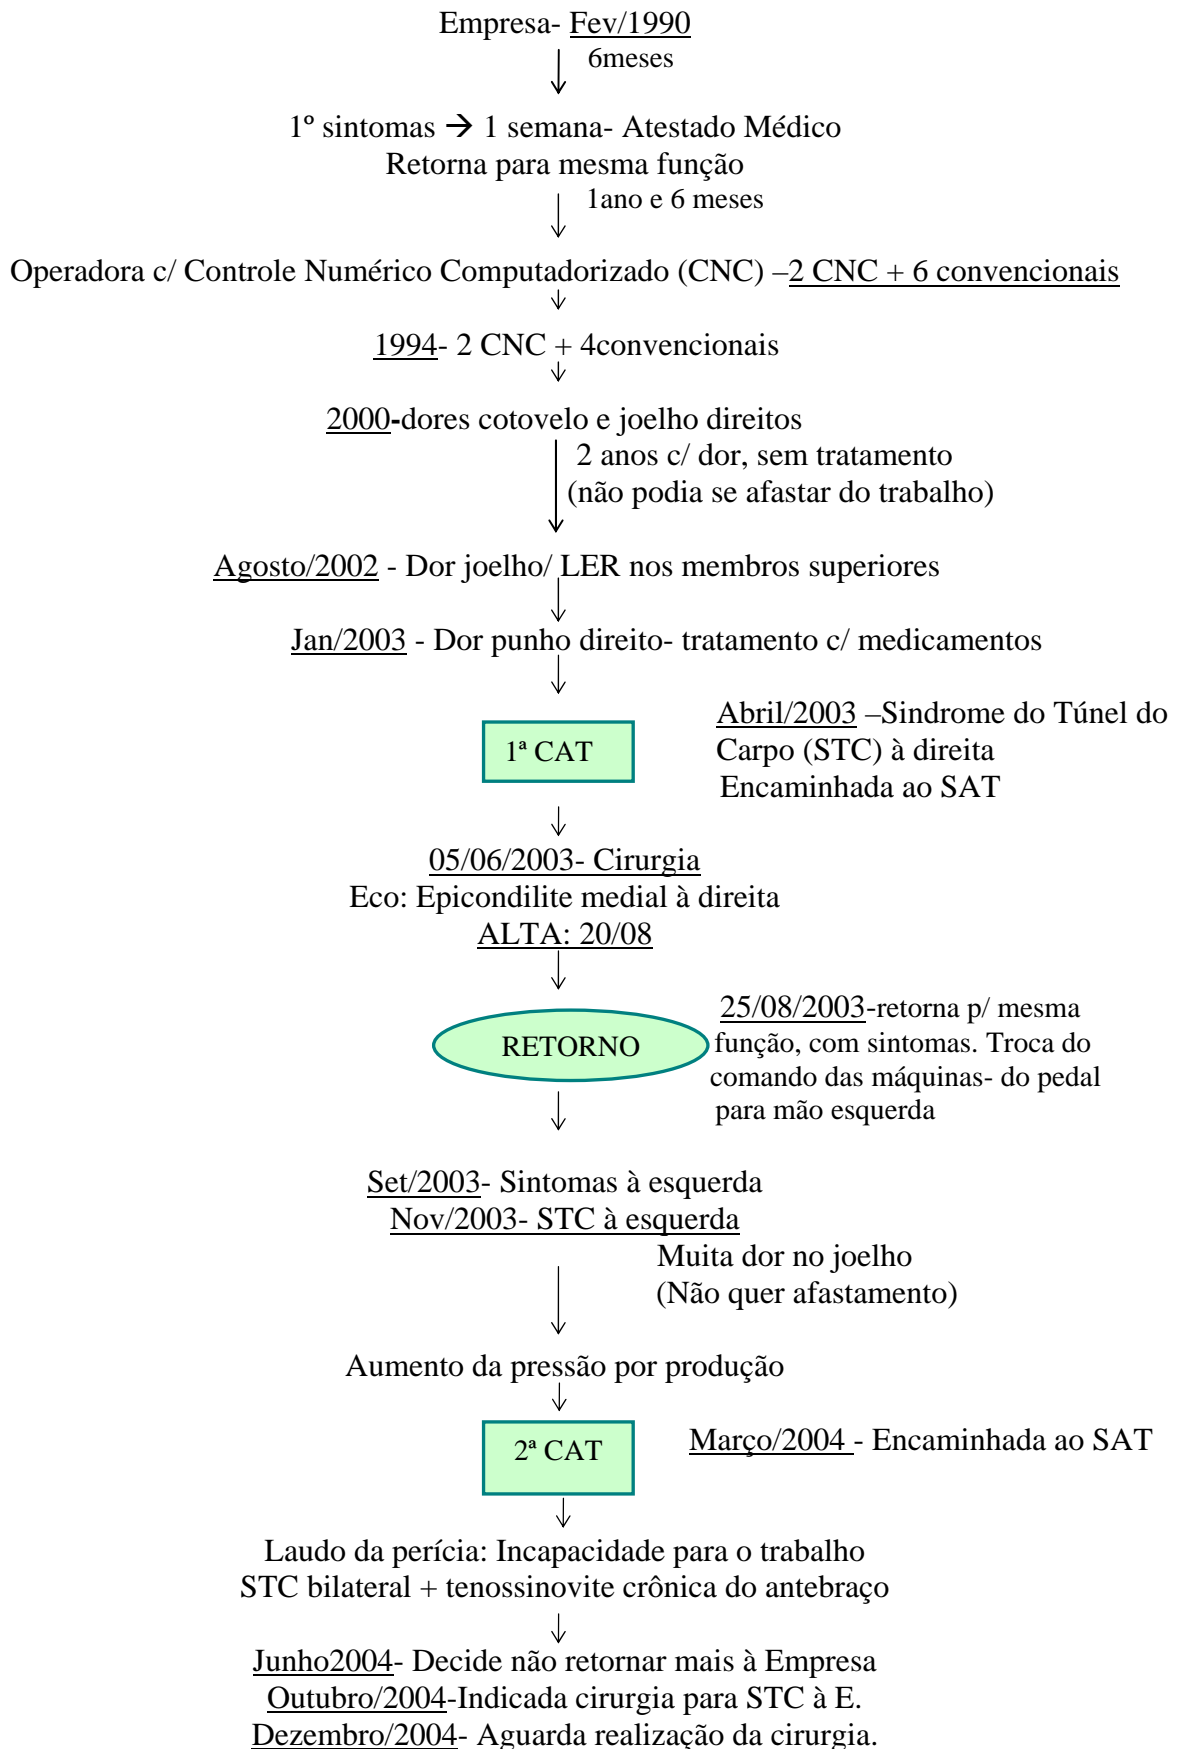 Empresa- Fev/1990
6meses
1º sintomas → 1 semana- Atestado Médico
Retorna para mesma função
1ano e 6 meses
Operadora c/ Controle Numérico Computadorizado (CNC) –2 CNC + 6 convencionais
1994- 2 CNC + 4convencionais
2000-dores cotovelo e joelho direitos
2 anos c/ dor, sem tratamento
(não podia se afastar do trabalho)
Agosto/2002 - Dor joelho/ LER nos membros superiores
Jan/2003 - Dor punho direito- tratamento c/ medicamentos
1ª CAT
Abril/2003 –Sindrome do Túnel do
Carpo (STC) à direita
Encaminhada ao SAT
05/06/2003- Cirurgia
Eco: Epicondilite medial à direita
ALTA: 20/08
RETORNO
25/08/2003-retorna p/ mesma
função, com sintomas. Troca do
comando das máquinas- do pedal
para mão esquerda
Set/2003- Sintomas à esquerda
Nov/2003- STC à esquerda
Muita dor no joelho
(Não quer afastamento)
Aumento da pressão por produção
2ª CAT
Março/2004 - Encaminhada ao SAT
Laudo da perícia: Incapacidade para o trabalho
STC bilateral + tenossinovite crônica do antebraço
Junho2004- Decide não retornar mais à Empresa
Outubro/2004-Indicada cirurgia para STC à E.
Dezembro/2004- Aguarda realização da cirurgia.